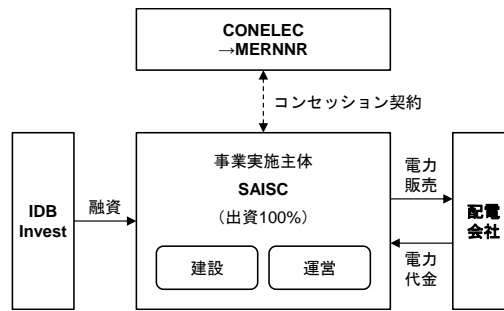 CONELEC
→MERNNR
コンセッション契約
事業実施主体
SAISC
（出資100%）
建設
運営
IDB
Invest
融資
電力
販売
電力
代金
配電
会社